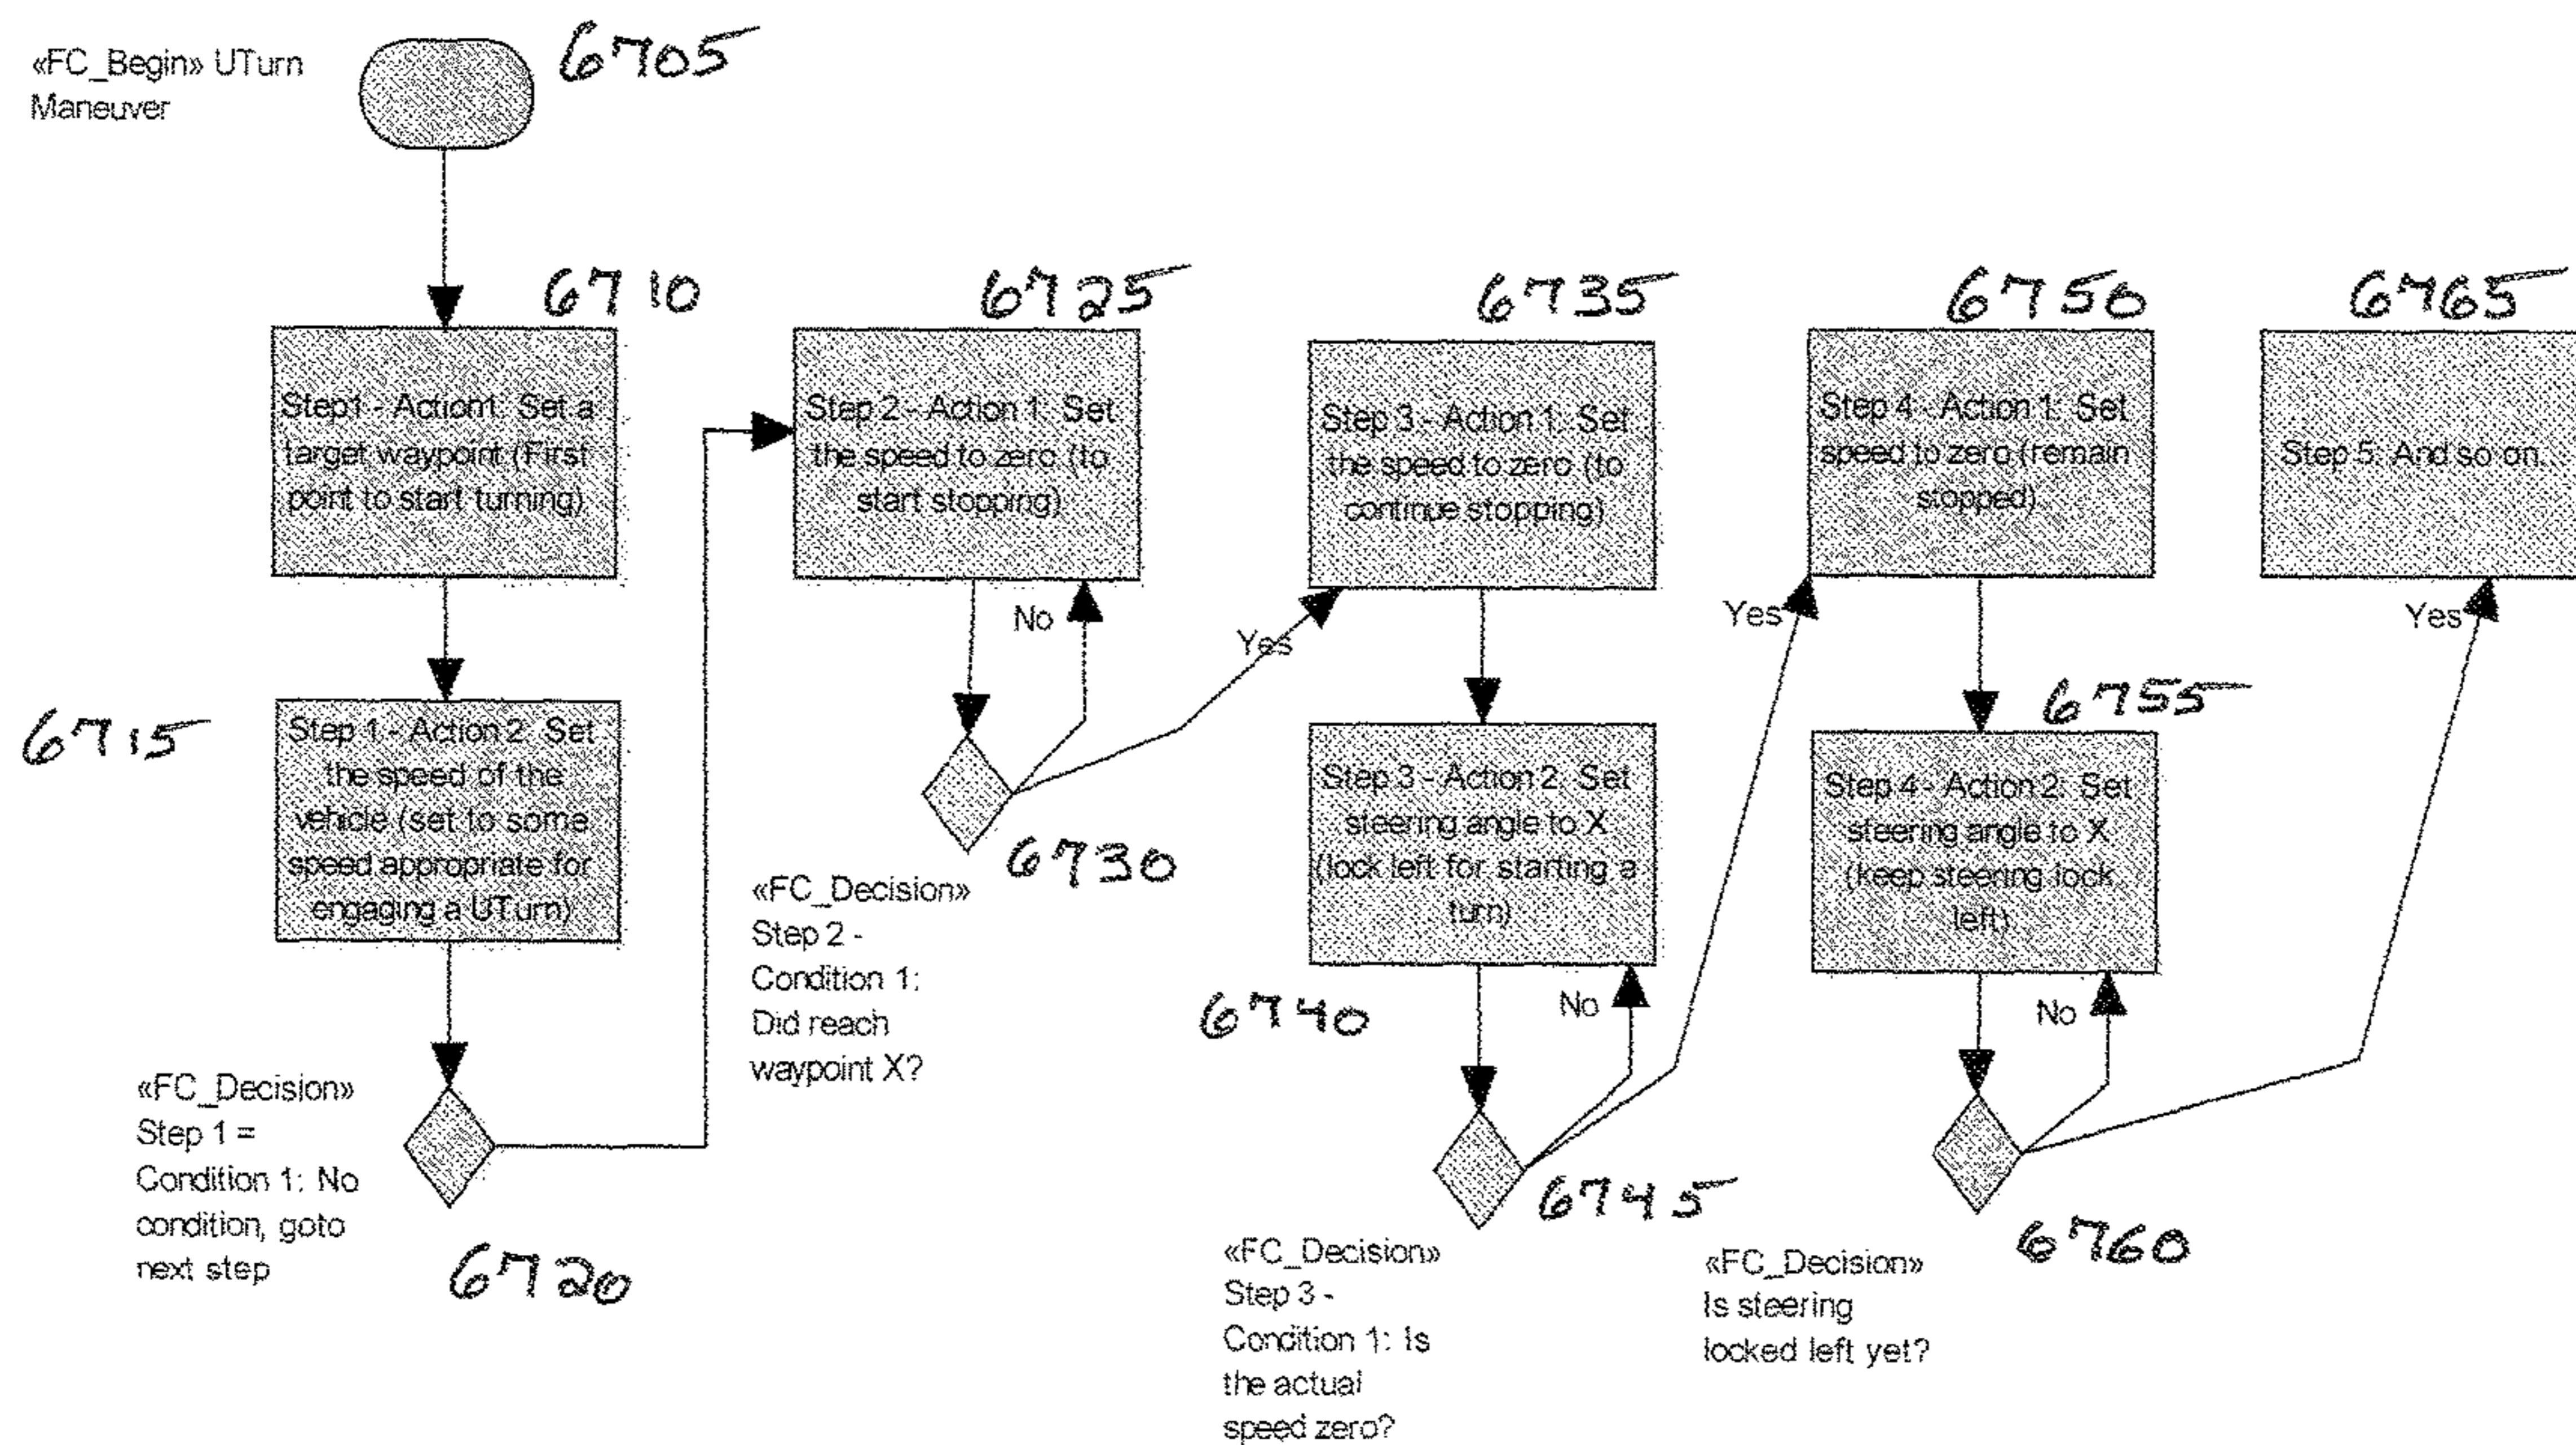 «FC_Begin» UTurn
Maneuver
6705
6710
Step1 - Action1: Set a
target waypoint (First
point to start turning)
6715
Step 1 - Action 2: Set
the speed of the
vehicle (set to some
speed appropriate for
engaging a UTurn)
«FC_Decision»
Step 1 =
Condition 1: No
condition, goto
next step
6720
6725
Step 2 - Action 1: Set
the speed to zero (to
start stopping)
No
Yes
«FC_Decision»
Step 2 -
Condition 1:
Did reach
waypoint X?
6730
6735
Step 3 - Action 1: Set
the speed to zero (to
continue stopping)
Step 3 - Action 2: Set
steering angle to X
(lock left for starting a
turn)
6740
No
Yes
6745
«FC_Decision»
Step 3 -
Condition 1: Is
the actual
speed zero?
6750
Step 4 - Action 1: Set
speed to zero (remain
stopped)
6755
Step 4 - Action 2: Set
steering angle to X
(keep steering lock
left)
No
Yes
6760
«FC_Decision»
Is steering
locked left yet?
6765
Step 5: And so on.